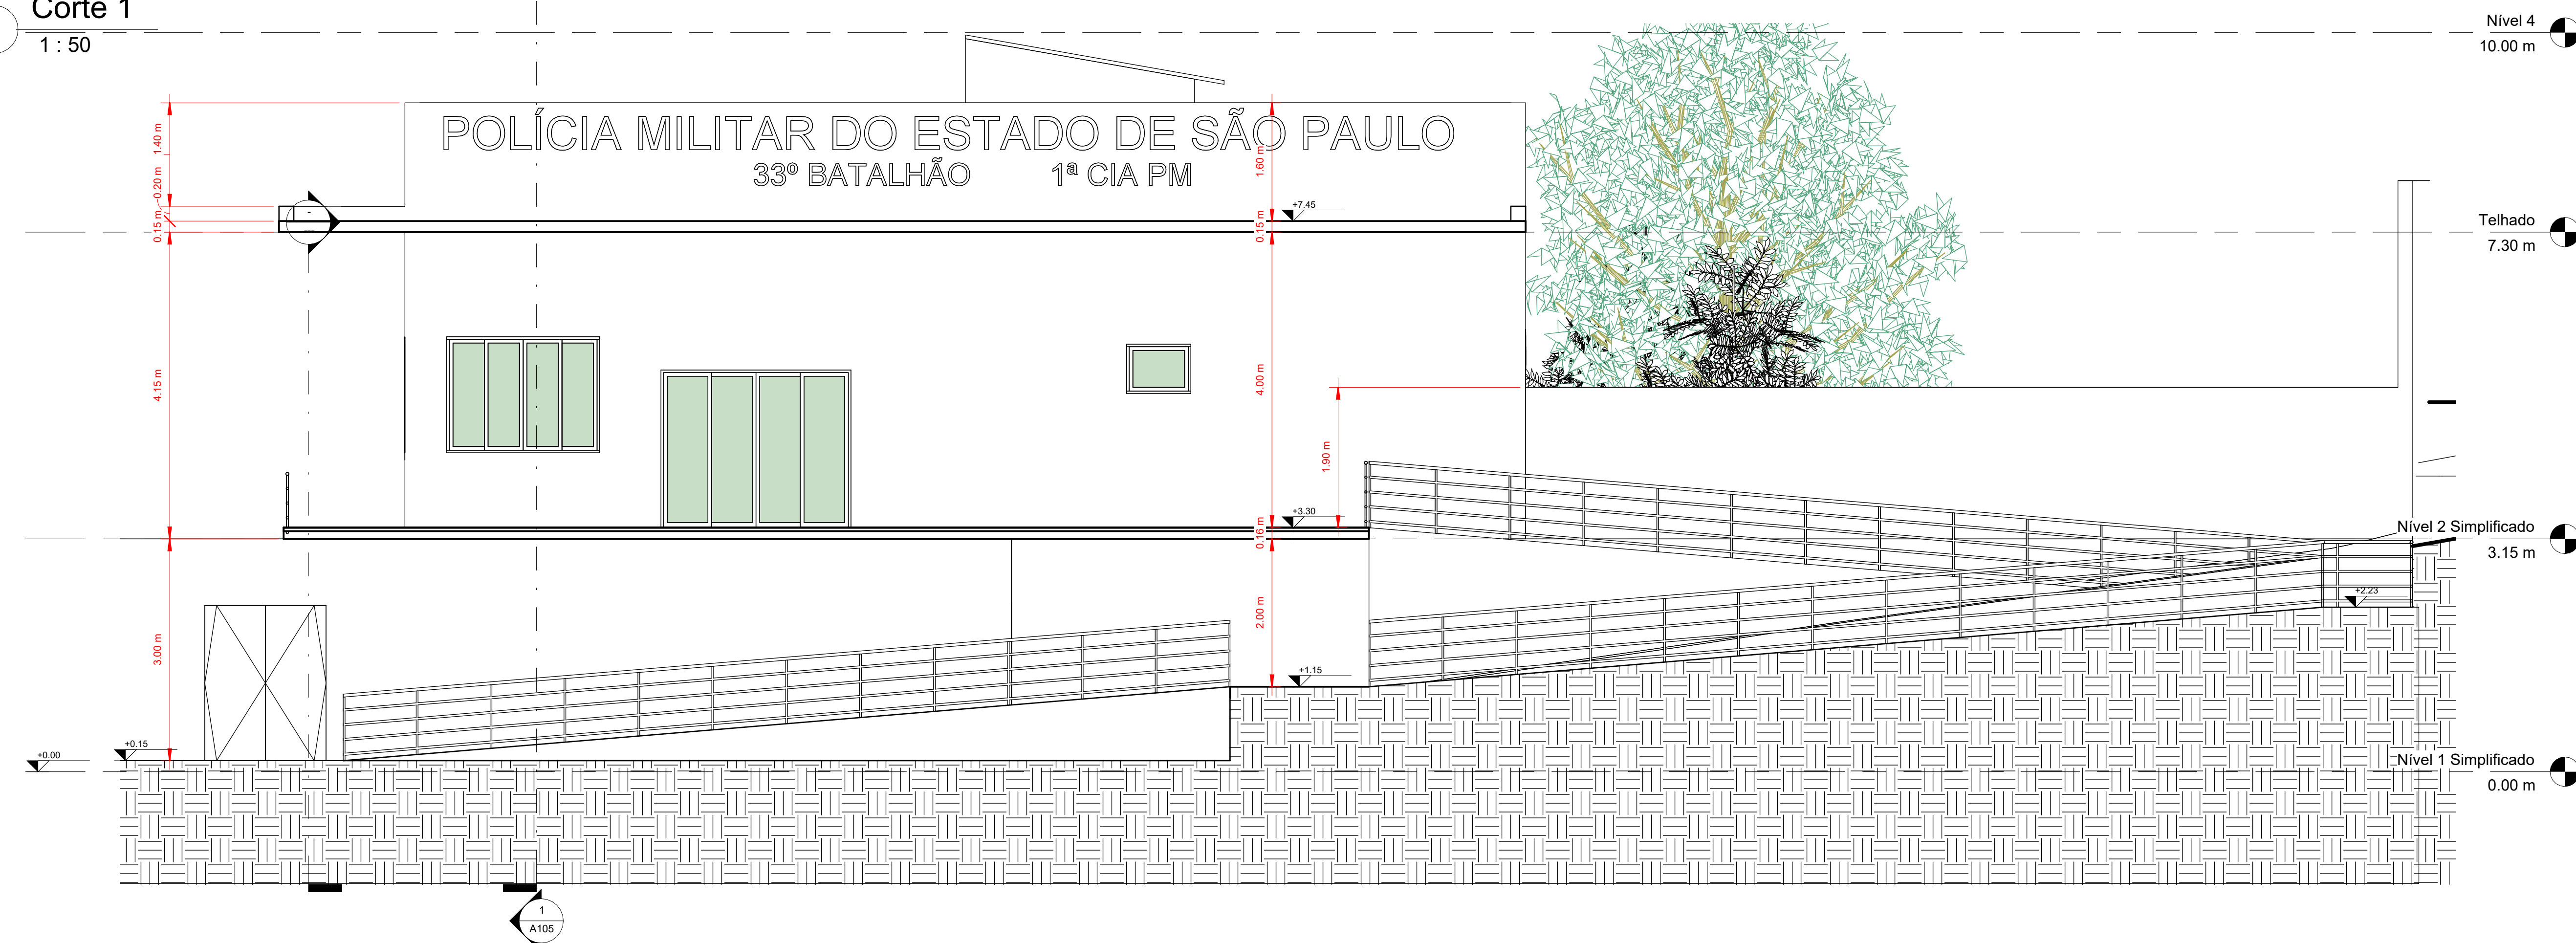 Corte 1
1 : 50
Nível 4
10.00 m
POLÍCIA MILITAR DO ESTADO DE SÃO PAULO
33º BATALHÃO 1ª CIA PM
1.40 m
0.20 m
0.15 m
4.15 m
3.00 m
1.60 m
0.15 m
4.00 m
0.16 m
2.00 m
1.90 m
+7.45
Telhado
7.30 m
+3.30
Nível 2 Simplificado
3.15 m
+2.23
+1.15
+0.15
+0.00
Nível 1 Simplificado
0.00 m
1
A105